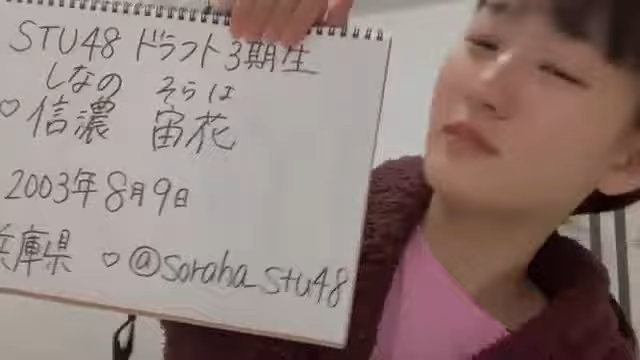 STU48 ドラフト3期生
しなの そらは
♡信濃 宙花
2003年8月9日
兵庫県 ♡ @soraha_stu48